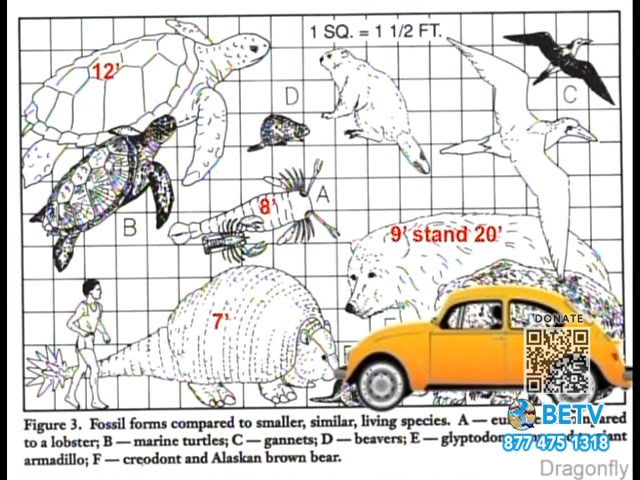 1 SQ. = 1 1/2 FT.
12'
D
C
A
8'
B
9' stand 20'
7'
DONATE
Figure 3. Fossil forms compared to smaller, similar, living species. A —
to a lobster; B — marine turtles; C — gannets; D — beavers; E — glyptodon
armadillo; F — creodont and Alaskan brown bear.
BETV
877 475 1318
Dragonfly